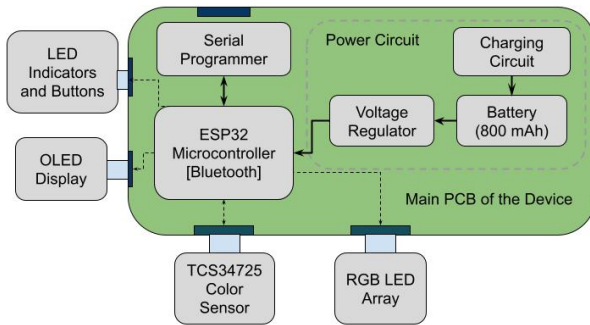 LED
Indicators
and Buttons
Serial
Programmer
Power Circuit
Charging
Circuit
Voltage
Regulator
Battery
(800 mAh)
ESP32
Microcontroller
[Bluetooth]
OLED
Display
Main PCB of the Device
TCS34725
Color
Sensor
RGB LED
Array